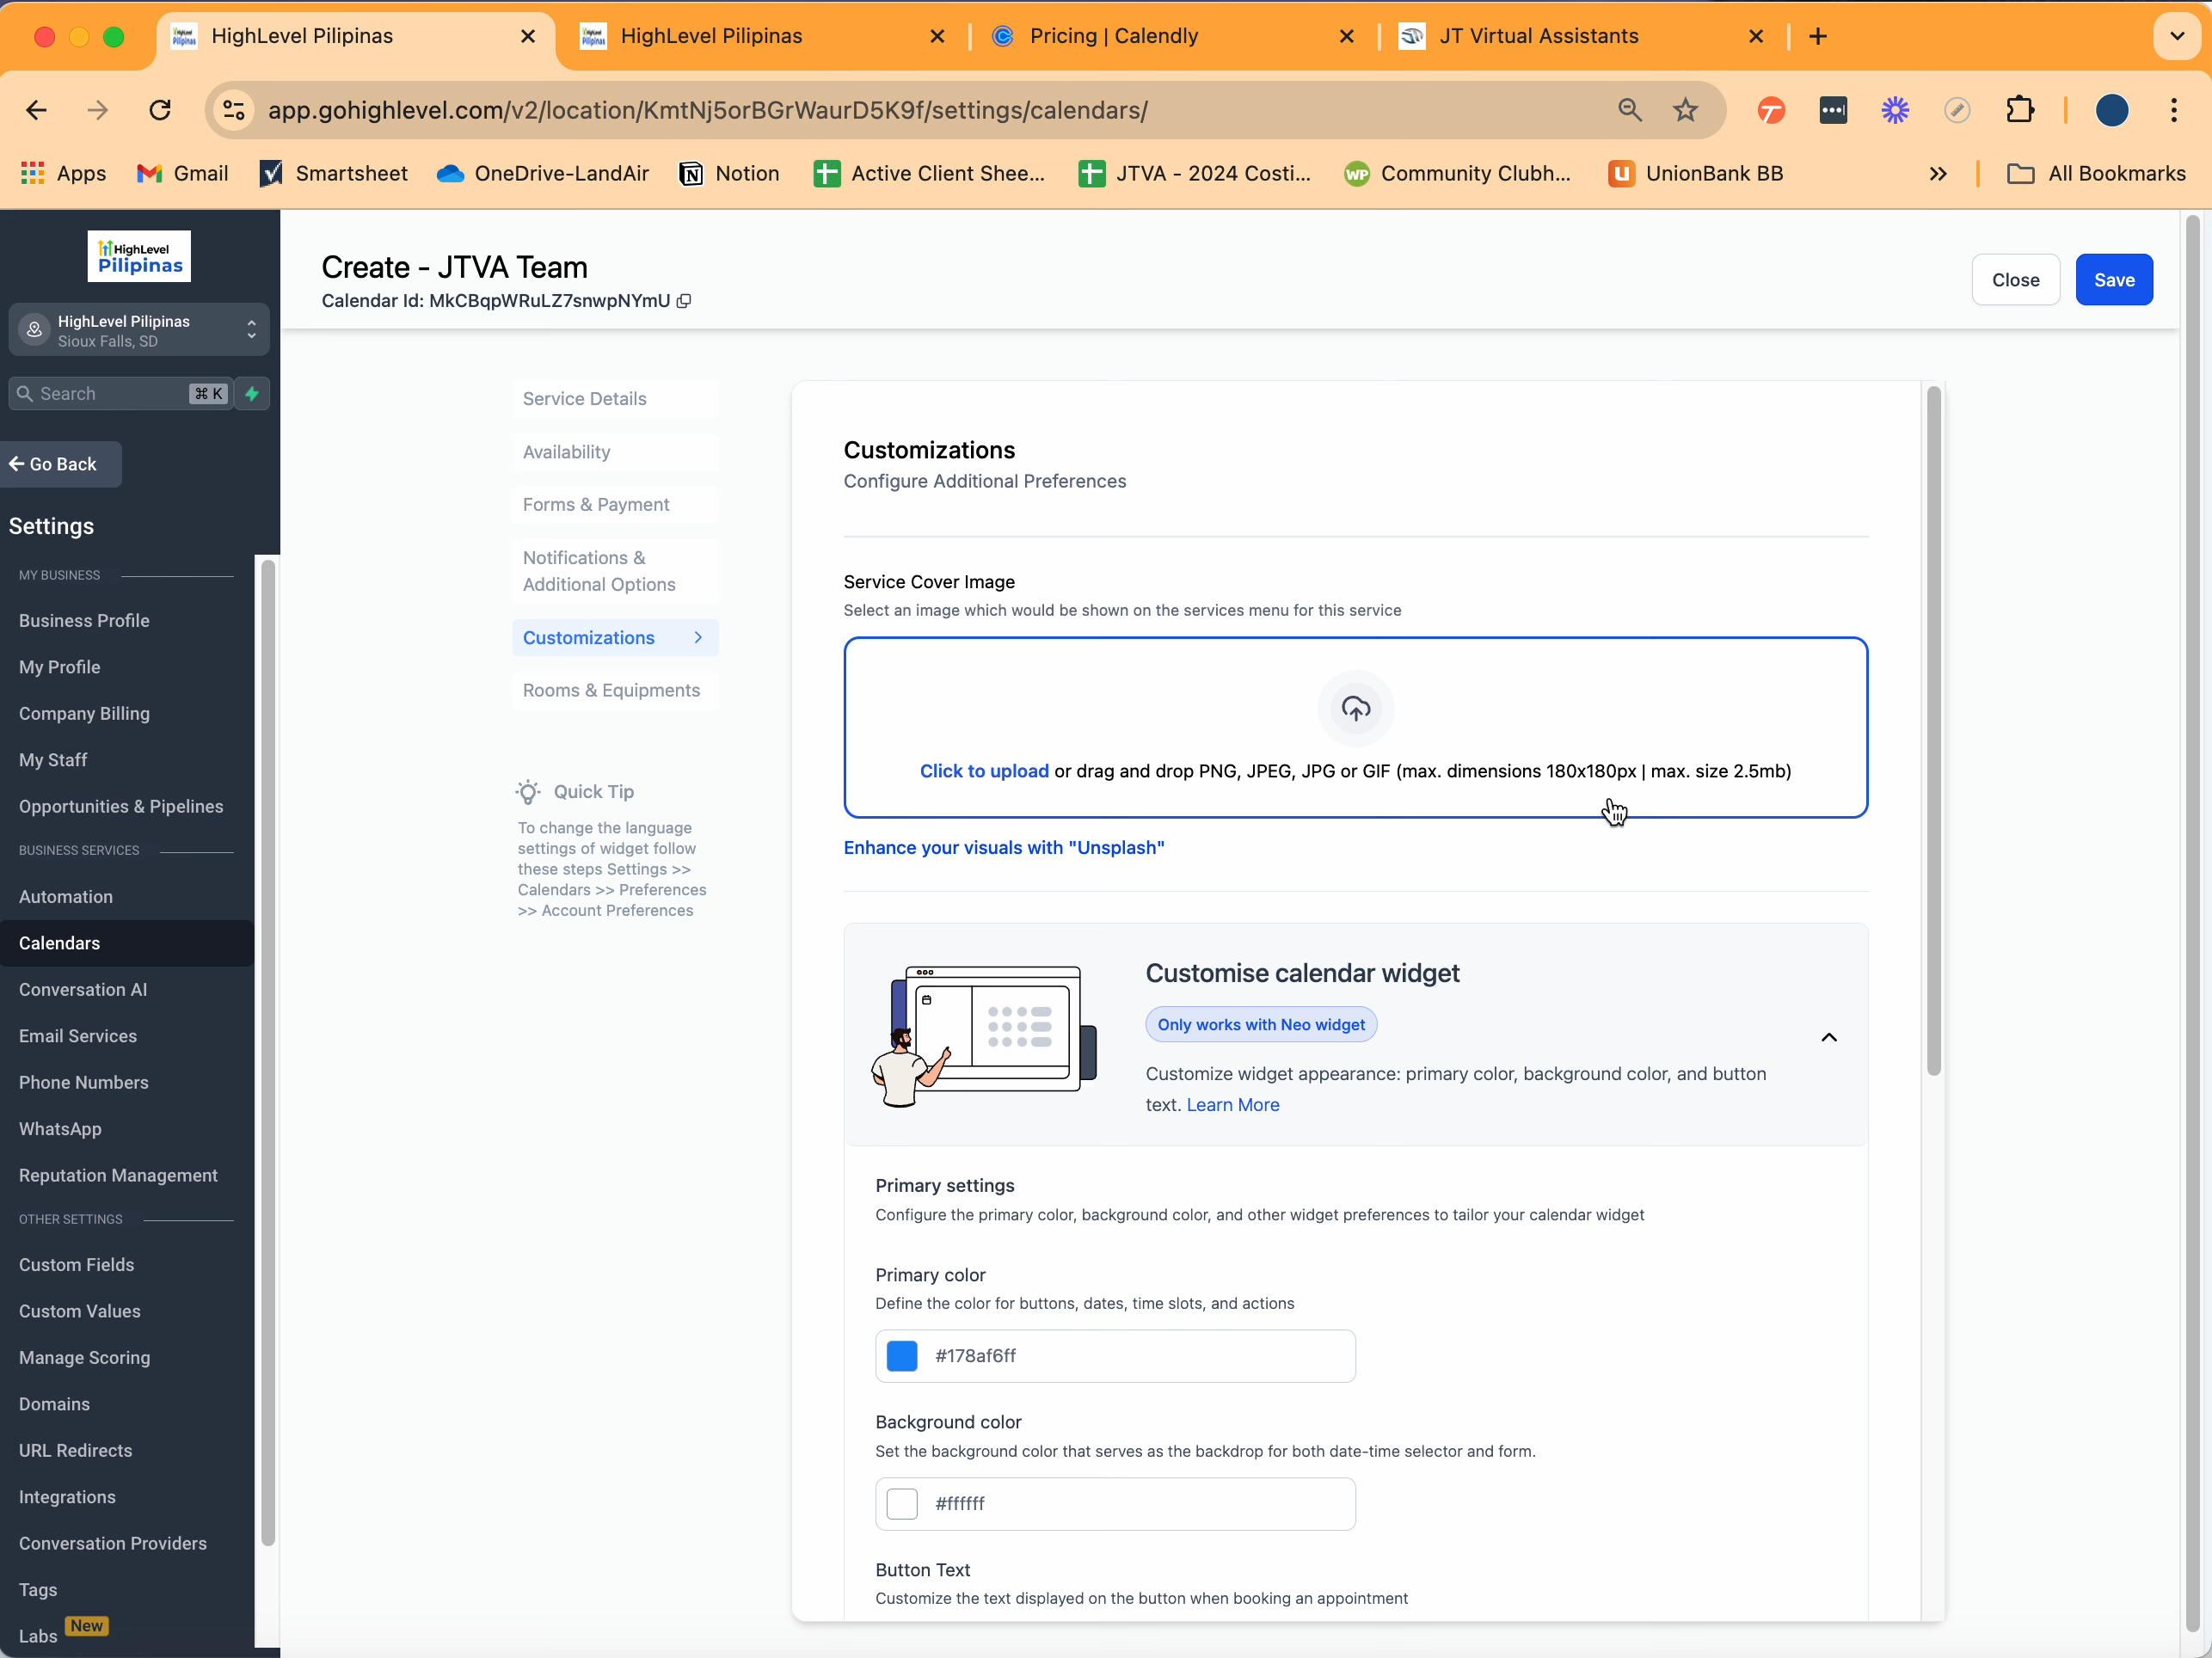 HighLevel Pilipinas
HighLevel Pilipinas
Pricing | Calendly
JT Virtual Assistants
app.gohighlevel.com/v2/location/KmtNj5orBGrWaurD5K9f/settings/calendars/
Apps
Gmail
Smartsheet
OneDrive-LandAir
Notion
Active Client Shee...
JTVA - 2024 Costi...
WP
Community Clubh...
UnionBank BB
All Bookmarks
HighLevel
Pilipinas
HighLevel Pilipinas
Sioux Falls, SD
Search
⌘ K
Go Back
Settings
MY BUSINESS
Business Profile
My Profile
Company Billing
My Staff
Opportunities & Pipelines
BUSINESS SERVICES
Automation
Calendars
Conversation AI
Email Services
Phone Numbers
WhatsApp
Reputation Management
OTHER SETTINGS
Custom Fields
Custom Values
Manage Scoring
Domains
URL Redirects
Integrations
Conversation Providers
Tags
Labs New
Create - JTVA Team
Calendar Id: MkCBqpWRuLZ7snwpNYmU
Close
Save
Service Details
Availability
Forms & Payment
Notifications &
Additional Options
Customizations
Rooms & Equipments
Quick Tip
To change the language
settings of widget follow
these steps Settings >>
Calendars >> Preferences
>> Account Preferences
Customizations
Configure Additional Preferences
Service Cover Image
Select an image which would be shown on the services menu for this service
Click to upload or drag and drop PNG, JPEG, JPG or GIF (max. dimensions 180x180px | max. size 2.5mb)
Enhance your visuals with "Unsplash"
Customise calendar widget
Only works with Neo widget
Customize widget appearance: primary color, background color, and button
text. Learn More
Primary settings
Configure the primary color, background color, and other widget preferences to tailor your calendar widget
Primary color
Define the color for buttons, dates, time slots, and actions
#178af6ff
Background color
Set the background color that serves as the backdrop for both date-time selector and form.
#ffffff
Button Text
Customize the text displayed on the button when booking an appointment